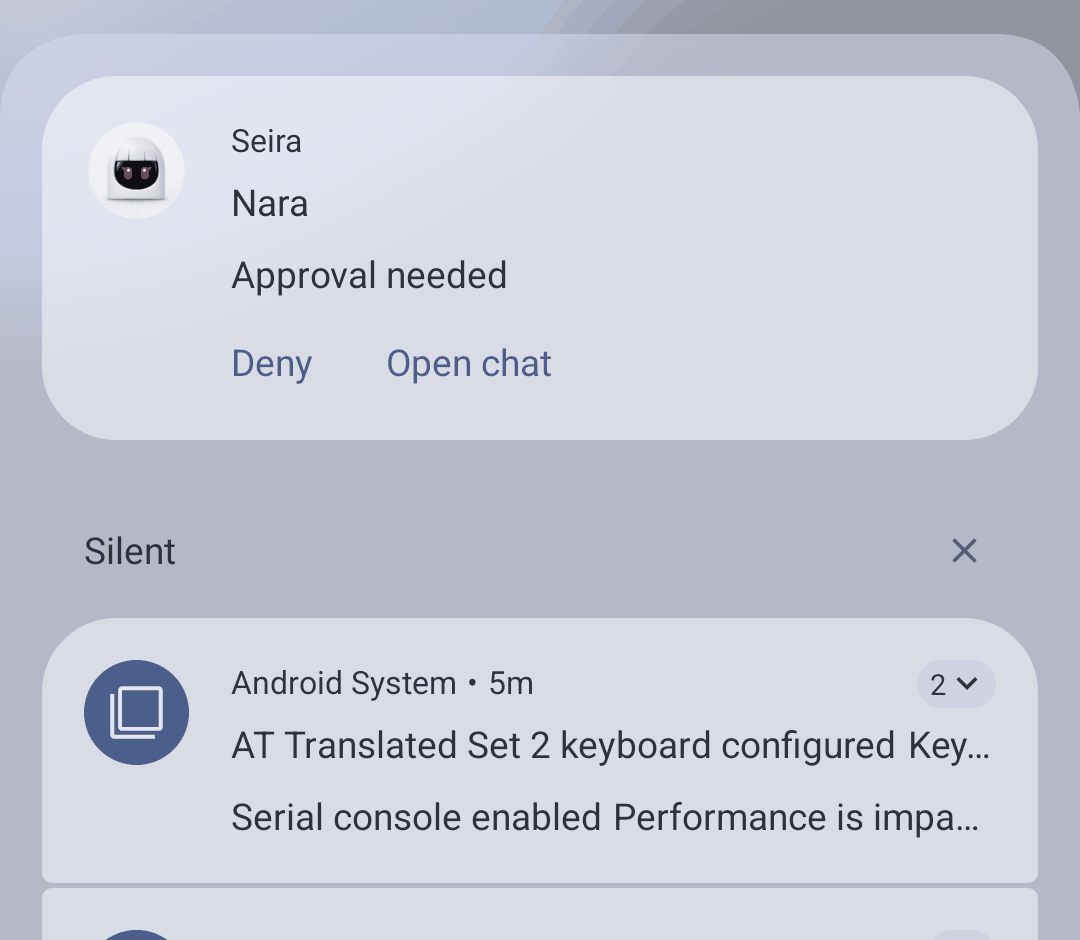 Seira
Nara
Approval needed
Deny Open chat
Silent
Android System • 5m 2
AT Translated Set 2 keyboard configured Key…
Serial console enabled Performance is impa…